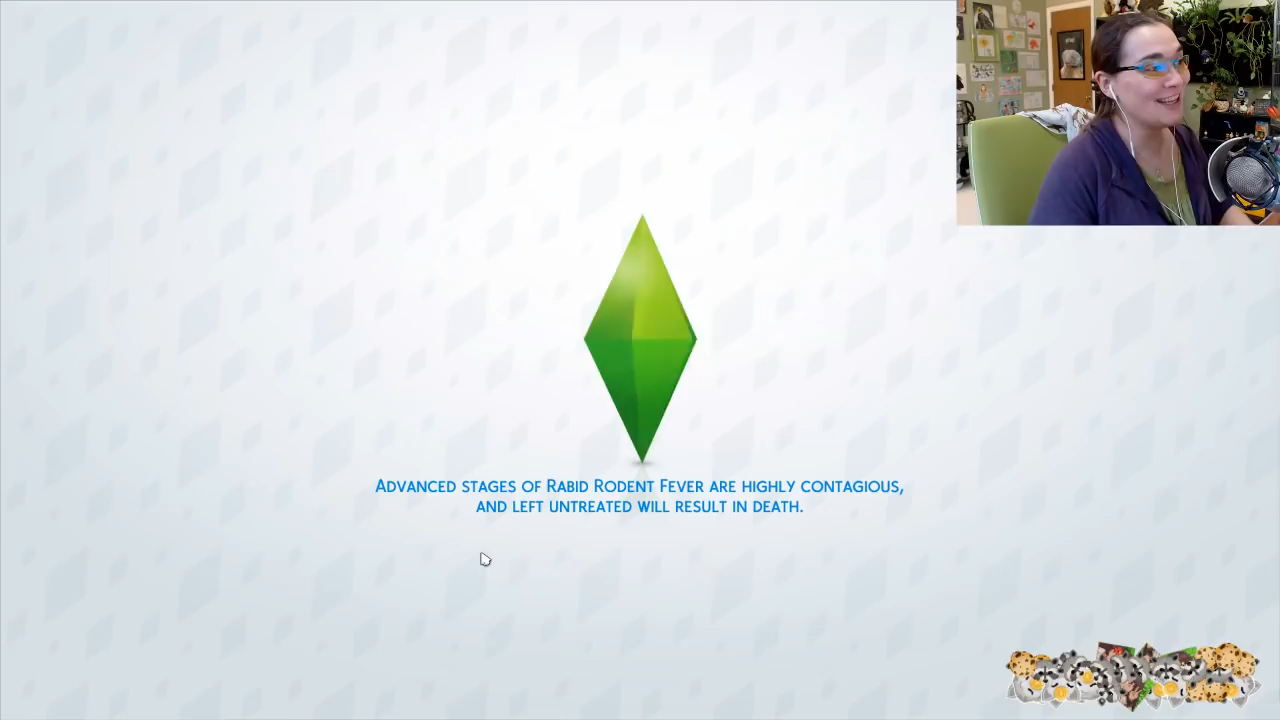 Advanced stages of Rabid Rodent Fever are highly contagious,
and left untreated will result in death.